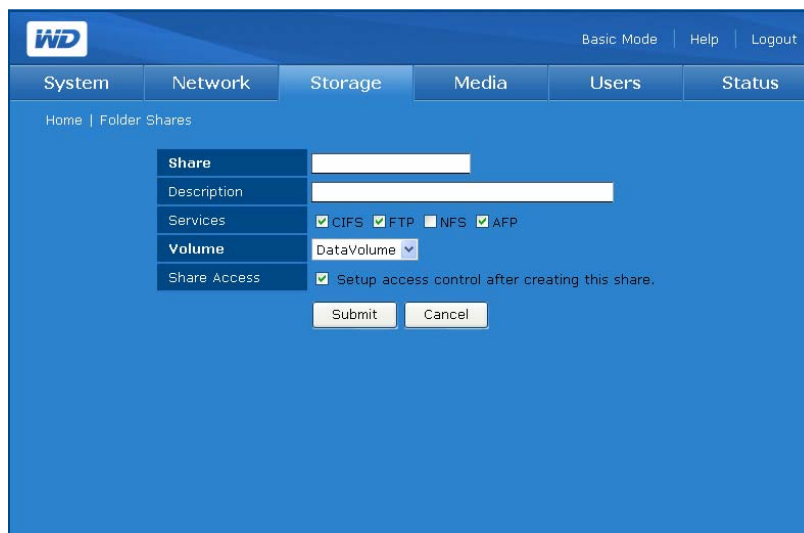 WD
Basic Mode | Help | Logout
System Network Storage Media Users Status
Home | Folder Shares
Share
Description
Services CIFS FTP NFS AFP
Volume DataVolume
Share Access Setup access control after creating this share.
Submit Cancel